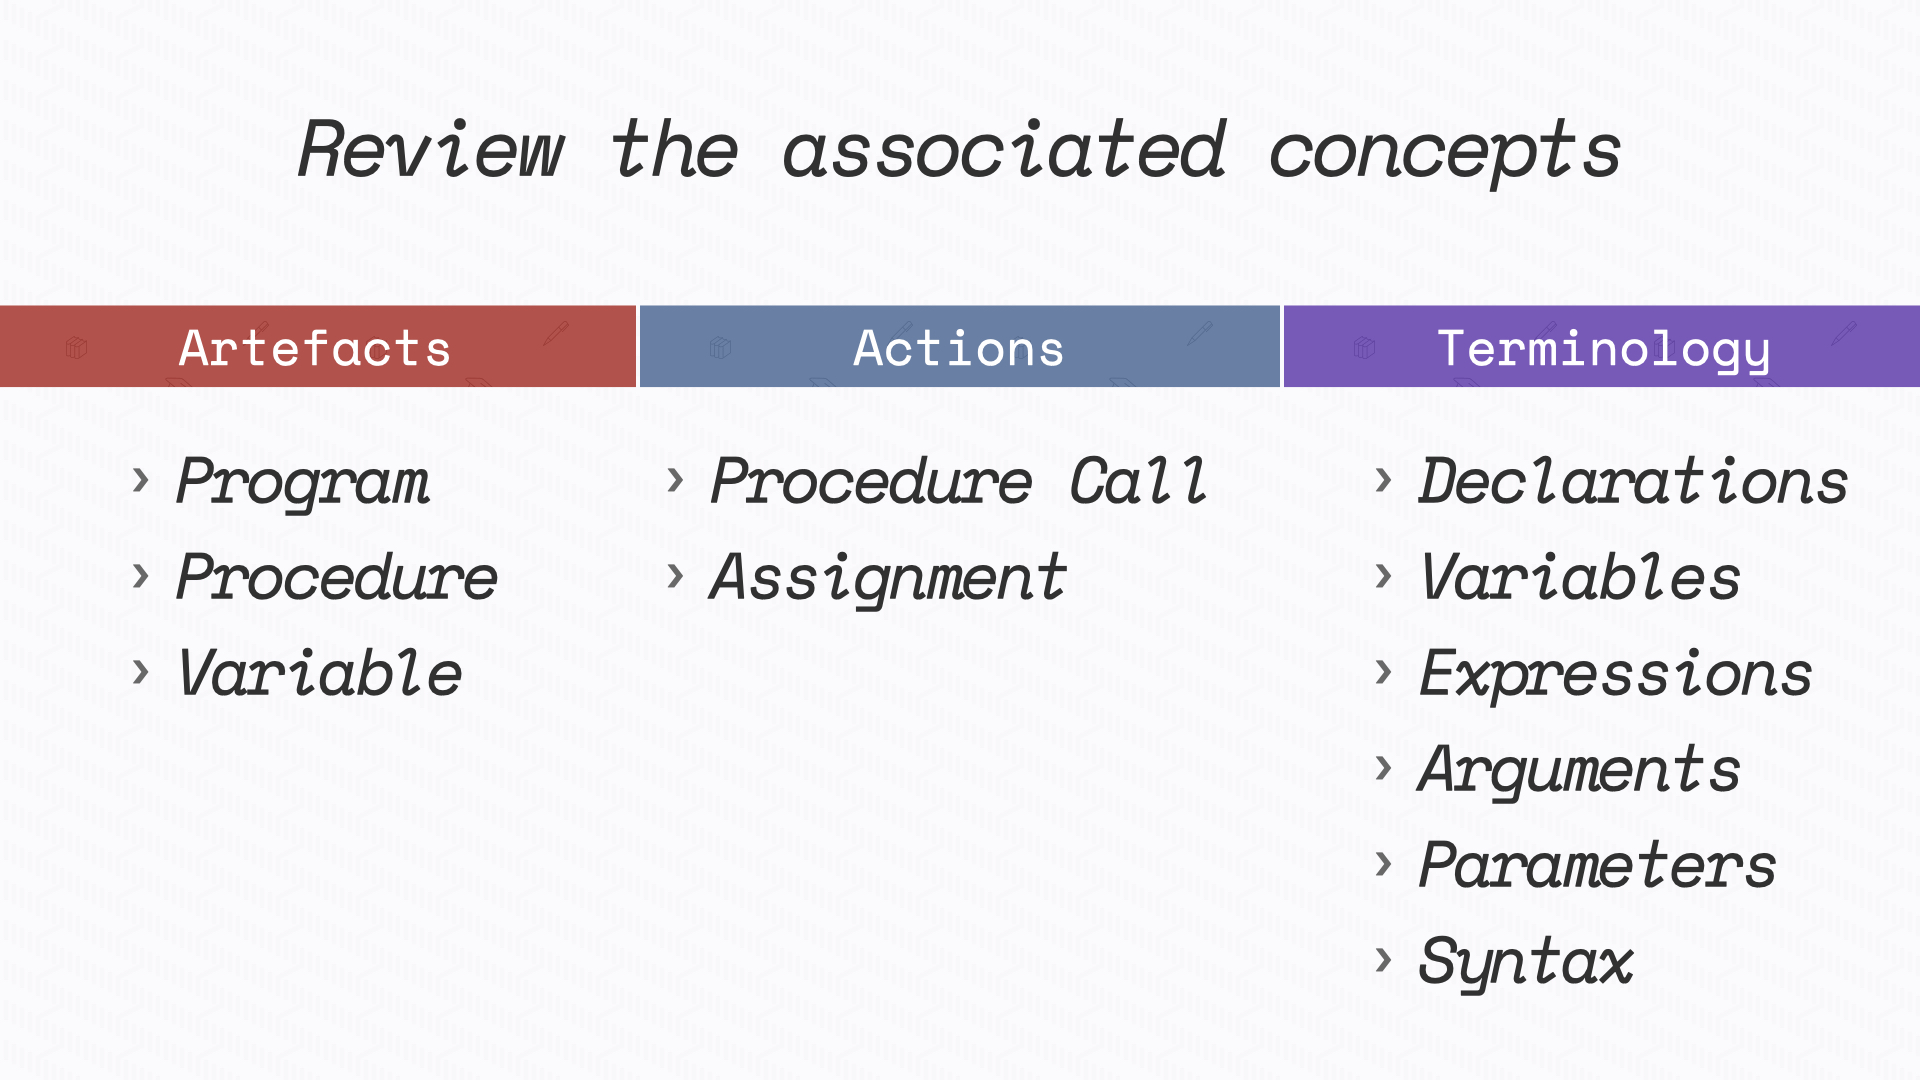 Review the associated concepts
Artefacts
› Program
› Procedure
› Variable
Actions
› Procedure Call
› Assignment
Terminology
› Declarations
› Variables
› Expressions
› Arguments
› Parameters
› Syntax